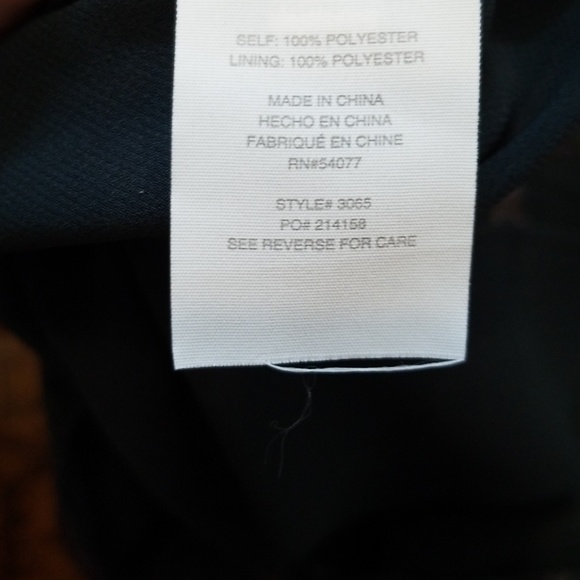 SELF: 100% POLYESTER
LINING: 100% POLYESTER
MADE IN CHINA
HECHO EN CHINA
FABRIQUÉ EN CHINE
RN#54077
STYLE# 3065
PO# 214158
SEE REVERSE FOR CARE